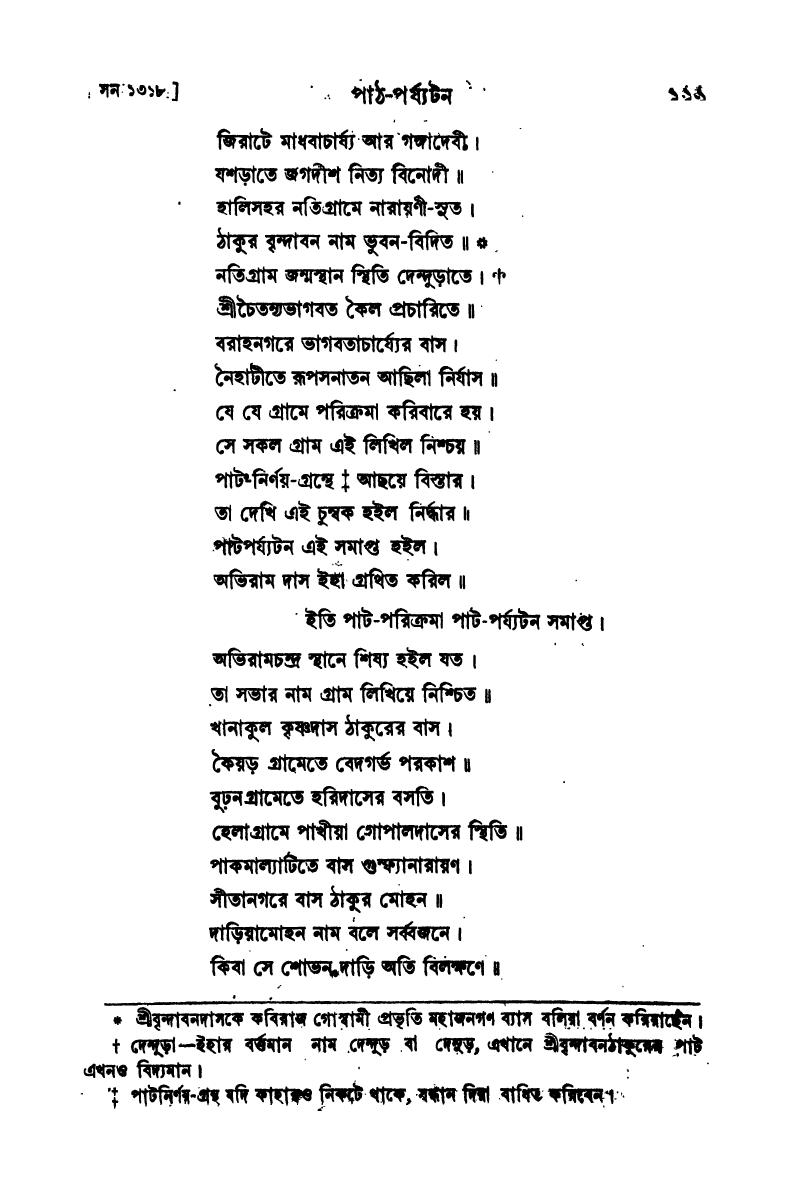 সন ১৩১৮.] পাঠ-পর্য্যটন ১১৫
জিরাটে মাধবাচার্য্য আর গঙ্গাদেবী।
যশড়াতে জগদীশ নিত্য বিনোদী॥
হালিসহর নতিগ্রামে নারায়ণী-সুত।
ঠাকুর বৃন্দাবন নাম ভুবন-বিদিত॥ *
নতিগ্রাম জন্মস্থান স্থিতি দেন্দুড়াতে। †
শ্রীচৈতন্যভাগবত কৈল প্রচারিতে॥
বরাহনগরে ভাগবতাচার্য্যের বাস।
নৈহাটীতে রূপসনাতন আছিলা নির্যাস॥
যে যে গ্রামে পরিক্রমা করিবারে হয়।
সে সকল গ্রাম এই লিখিল নিশ্চয়॥
পাট-নির্ণয়-গ্রন্থে ‡ আছয়ে বিস্তার।
তা দেখি এই চুম্বক হইল নির্দ্ধার॥
পাটপর্য্যটন এই সমাপ্ত হইল।
অভিরাম দাস ইহা গ্রথিত করিল॥
ইতি পাট-পরিক্রমা পাট-পর্য্যটন সমাপ্ত।
অভিরামচন্দ্র স্থানে শিষ্য হইল যত।
তা সভার নাম গ্রাম লিখিয়ে নিশ্চিত॥
খানাকুল কৃষ্ণদাস ঠাকুরের বাস।
কৈয়ড় গ্রামেতে বেদগর্ভ পরকাশ॥
বূঢ়নগ্রামেতে হরিদাসের বসতি।
হেলাগ্রামে পাখীয়া গোপালদাসের স্থিতি॥
পাকমাল্যাটিতে বাস গুম্ফ্যানারায়ণ।
সীতানগরে বাস ঠাকুর মোহন॥
দাড়িয়ামোহন নাম বলে সর্ব্বজনে।
কিবা সে শোভন দাড়ি অতি বিলক্ষণে॥
* শ্রীবৃন্দাবনদাসকে কবিরাজ গোস্বামী প্রভৃতি মহাজনগণ ব্যাস বলিয়া বর্ণন করিয়াছেন।
† দেন্দুড়া—ইহার বর্ত্তমান নাম দেন্দুড় বা দেনুড়, এখানে শ্রীবৃন্দাবনঠাকুরের পাট
এখনও বিদ্যমান।
‡ পাটনির্ণয়-গ্রন্থ যদি কাহারও নিকটে থাকে, সন্ধান দিয়া বাধিত করিবেন।